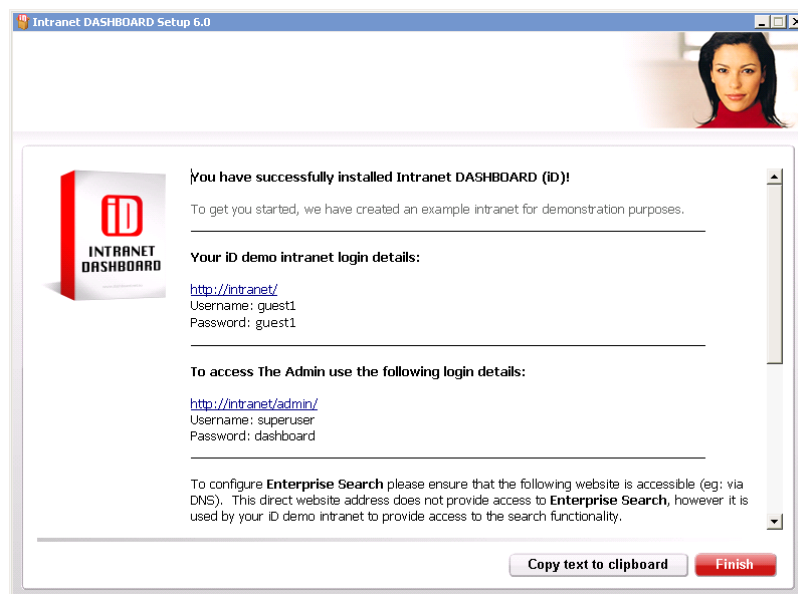 Intranet DASHBOARD Setup 6.0
You have successfully installed Intranet DASHBOARD (iD)!
To get you started, we have created an example intranet for demonstration purposes.
iD
INTRANET
DASHBOARD
Your iD demo intranet login details:
http://intranet/
Username: guest1
Password: guest1
To access The Admin use the following login details:
http://intranet/admin/
Username: superuser
Password: dashboard
To configure Enterprise Search please ensure that the following website is accessible (eg: via
DNS). This direct website address does not provide access to Enterprise Search, however it is
used by your iD demo intranet to provide access to the search functionality.
Copy text to clipboard
Finish